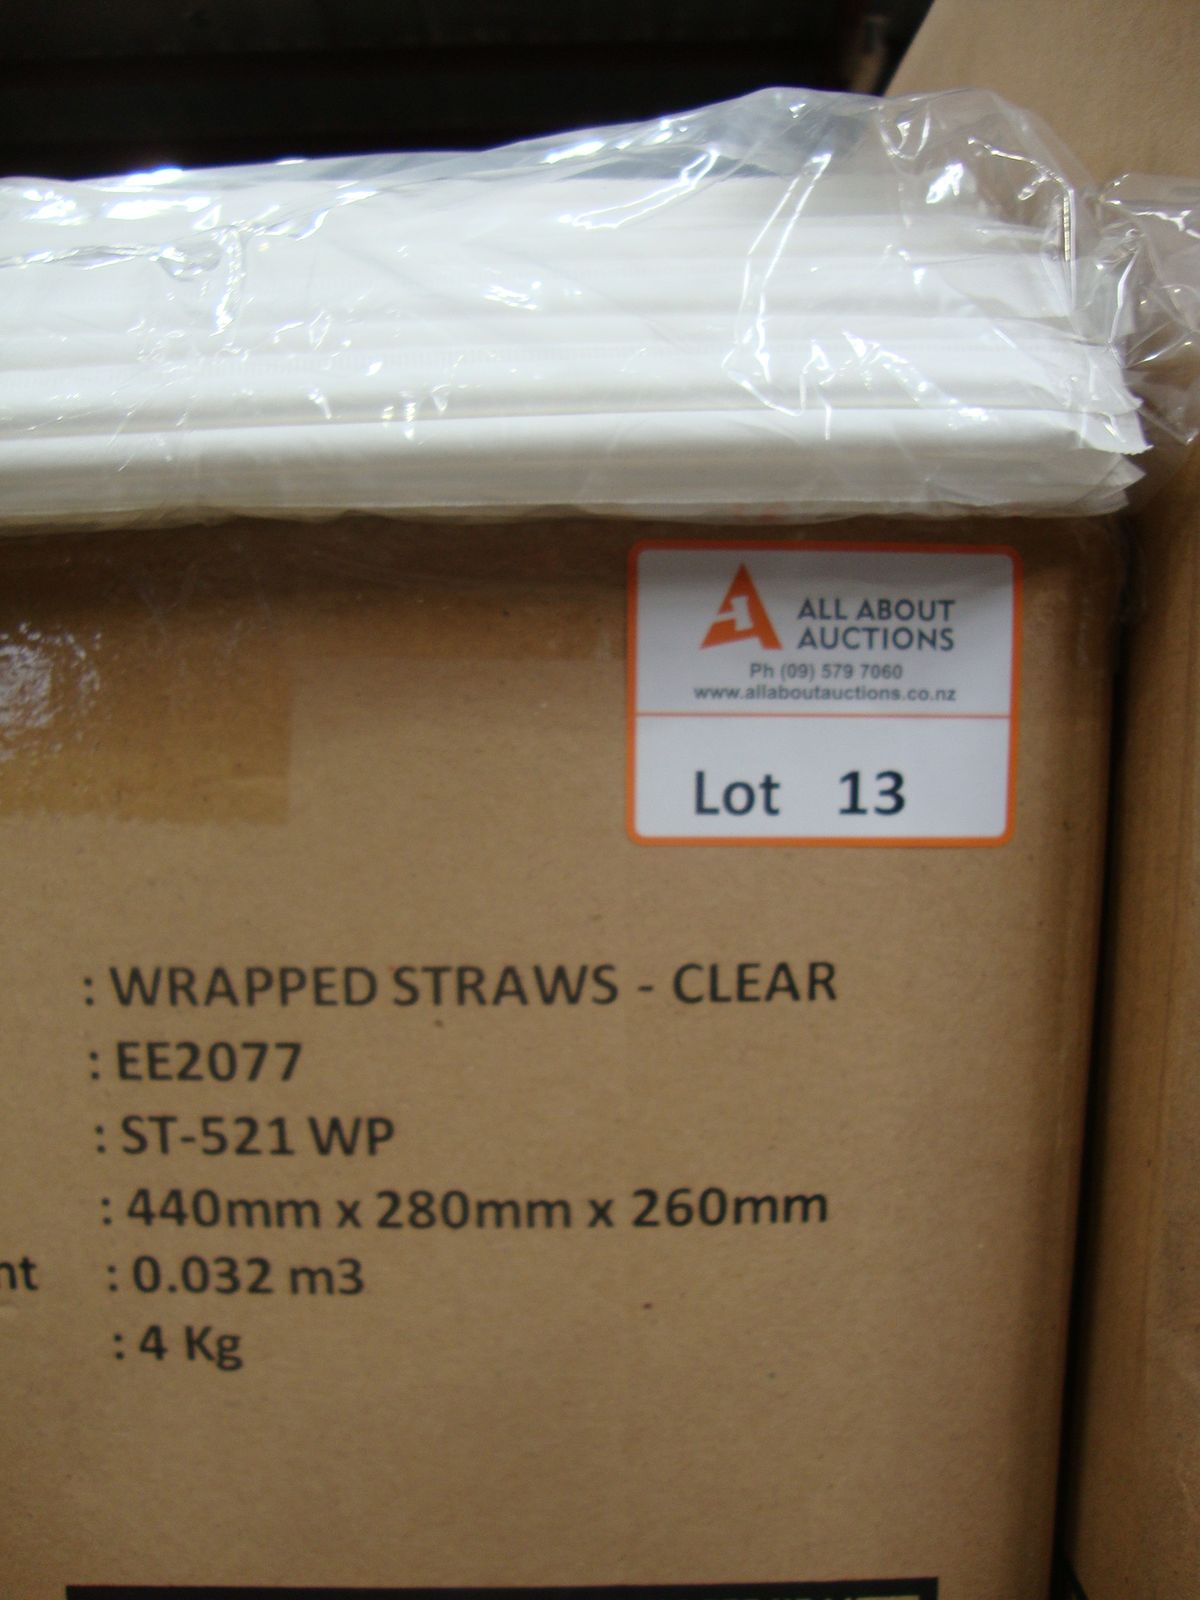 ALL ABOUT
AUCTIONS
Ph (09) 579 7060
www.allaboutauctions.co.nz
Lot 13
: WRAPPED STRAWS - CLEAR
: EE2077
: ST-521 WP
: 440mm x 280mm x 260mm
nt : 0.032 m3
: 4 Kg